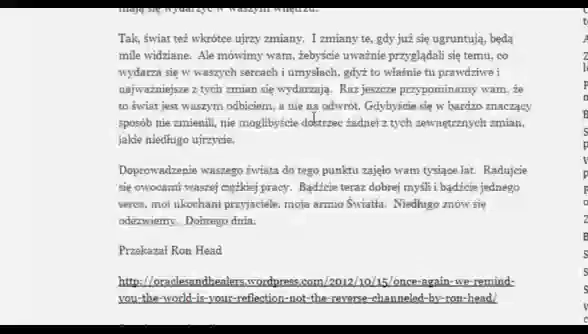 mają się wydarzyć w waszym wnętrzu.
Tak, świat też wkrótce ujrzy zmiany. I zmiany te, gdy już się ugruntują, będą
mile widziane. Ale mówimy wam, żebyście uważnie przyglądali się temu, co
wydarza się w waszych sercach i umysłach, gdyż to właśnie tu prawdziwe i
najważniejsze z tych zmian się wydarzają. Raz jeszcze przypominamy wam, że
to świat jest waszym odbiciem, a nie na odwrót. Gdybyście się w bardzo znaczący
sposób nie zmienili, nie moglibyście dostrzec żadnej z tych zewnętrznych zmian,
jakie niedługo ujrzycie.
Doprowadzenie waszego świata do tego punktu zajęło wam tysiące lat. Radujcie
się owocami waszej ciężkiej pracy. Bądźcie teraz dobrej myśli i bądźcie jednego
serca, moi ukochani przyjaciele, moja armio Światła. Niedługo znów się
odezwiemy. Dobrego dnia.
Przekazał Ron Head
http://oraclesandhealers.wordpress.com/2012/10/15/once-again-we-remind-
you-the-world-is-your-reflection-not-the-reverse-channeled-by-ron-head/